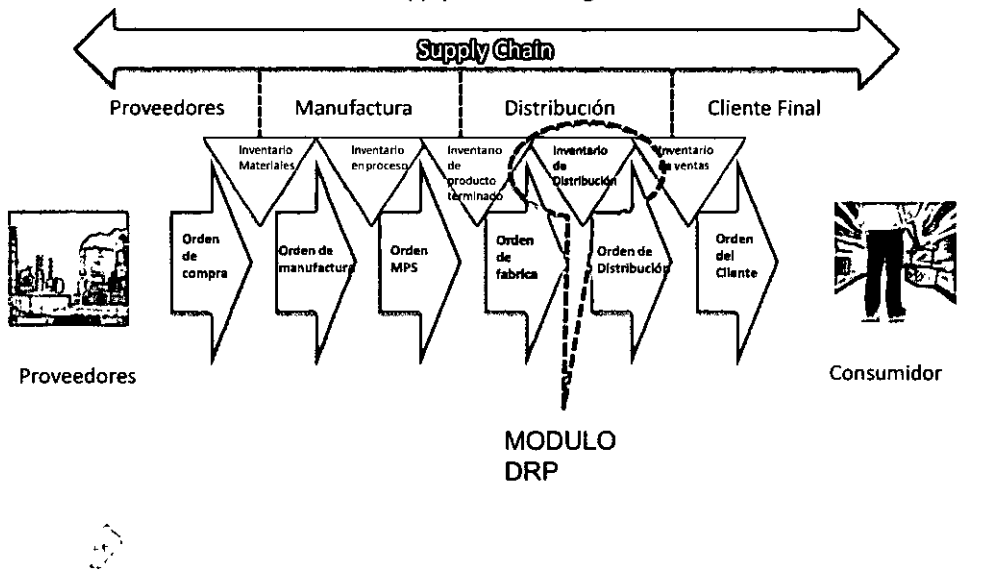 Supply Chain
Proveedores
Manufactura
Distribución
Cliente Final
Inventario
Materiales
Inventario
en proceso
Inventario
de
producto
terminado
Inventario
de
Distribución
Inventario
ventas
Orden
de
compra
Orden de
manufactura
Orden
MPS
Orden
de
fabrica
Orden de
Distribución
Orden
del
Cliente
Proveedores
Consumidor
MODULO
DRP